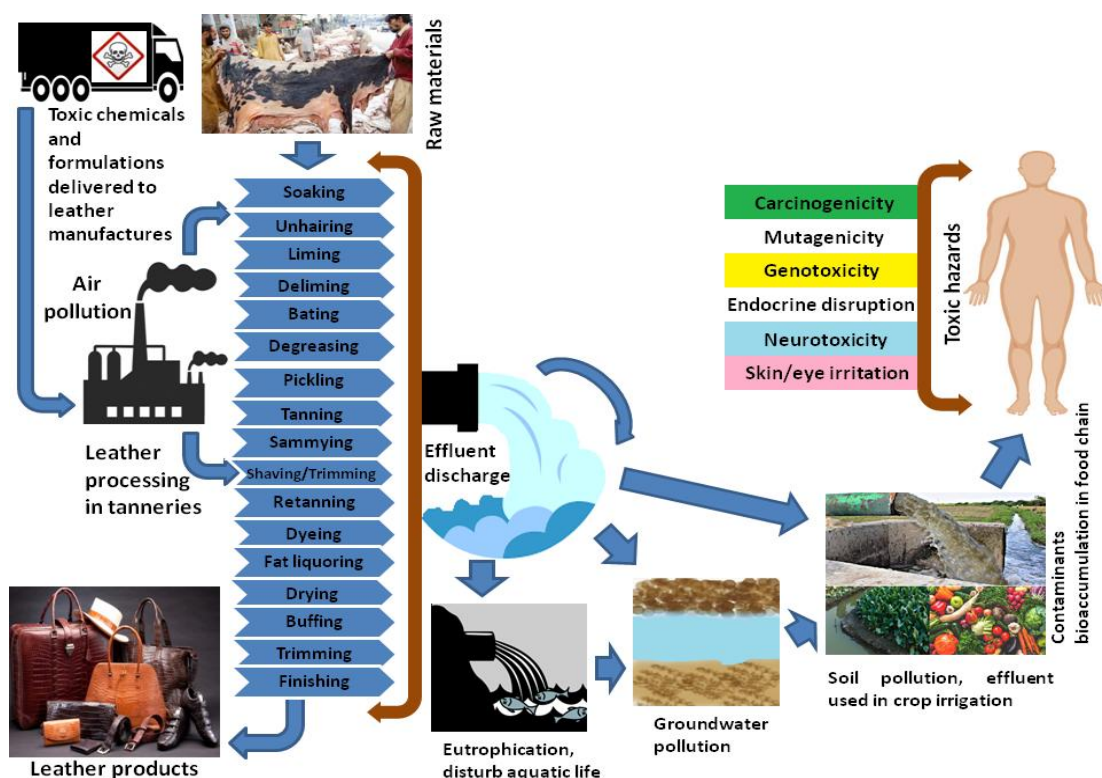 Toxic chemicals
and
formulations
delivered to
leather
manufactures
Raw materials
Air
pollution
Leather
processing
in tanneries
Soaking
Unhairing
Liming
Deliming
Bating
Degreasing
Pickling
Tanning
Sammying
Shaving/Trimming
Retanning
Dyeing
Fat liquoring
Drying
Buffing
Trimming
Finishing
Leather products
Effluent
discharge
Eutrophication,
disturb aquatic life
Groundwater
pollution
Soil pollution, effluent
used in crop irrigation
Contaminants
bioaccumulation in food chain
Carcinogenicity
Mutagenicity
Genotoxicity
Endocrine disruption
Neurotoxicity
Skin/eye irritation
Toxic hazards